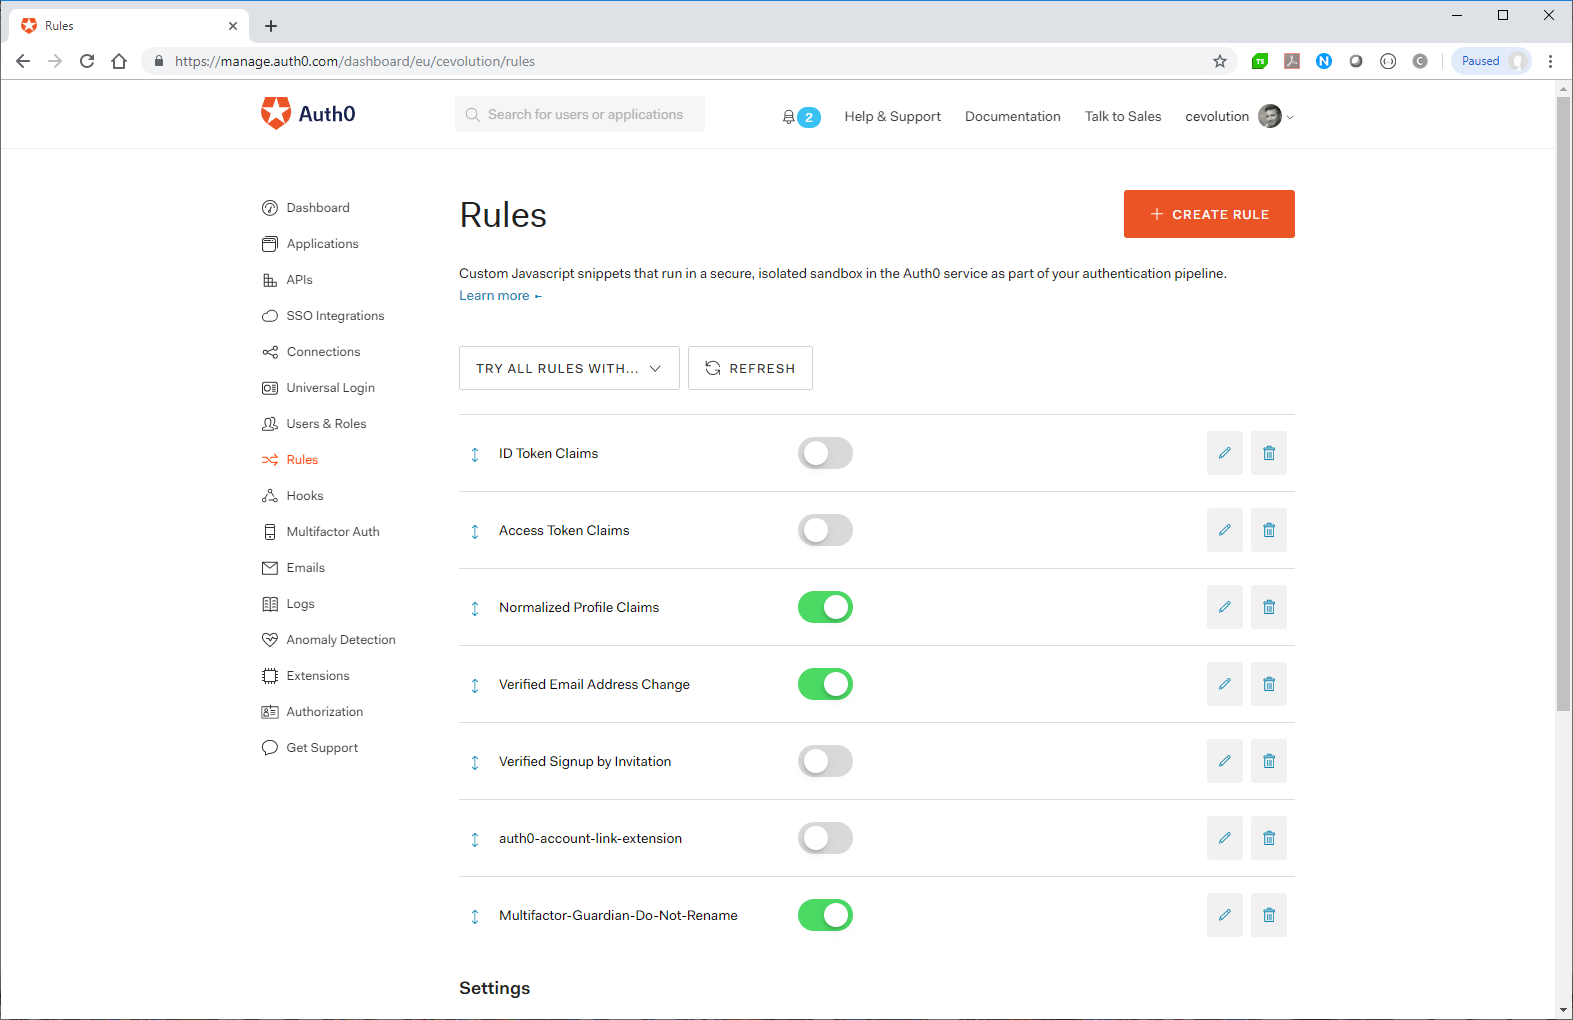 Rules
https://manage.auth0.com/dashboard/eu/cevolution/rules
TS
N
C
Paused
Auth0
Search for users or applications
2
Help & Support
Documentation
Talk to Sales
cevolution
Dashboard
Applications
APIs
SSO Integrations
Connections
Universal Login
Users & Roles
Rules
Hooks
Multifactor Auth
Emails
Logs
Anomaly Detection
Extensions
Authorization
Get Support
Rules
+ CREATE RULE
Custom Javascript snippets that run in a secure, isolated sandbox in the Auth0 service as part of your authentication pipeline.
Learn more
TRY ALL RULES WITH...
REFRESH
ID Token Claims
Access Token Claims
Normalized Profile Claims
Verified Email Address Change
Verified Signup by Invitation
auth0-account-link-extension
Multifactor-Guardian-Do-Not-Rename
Settings